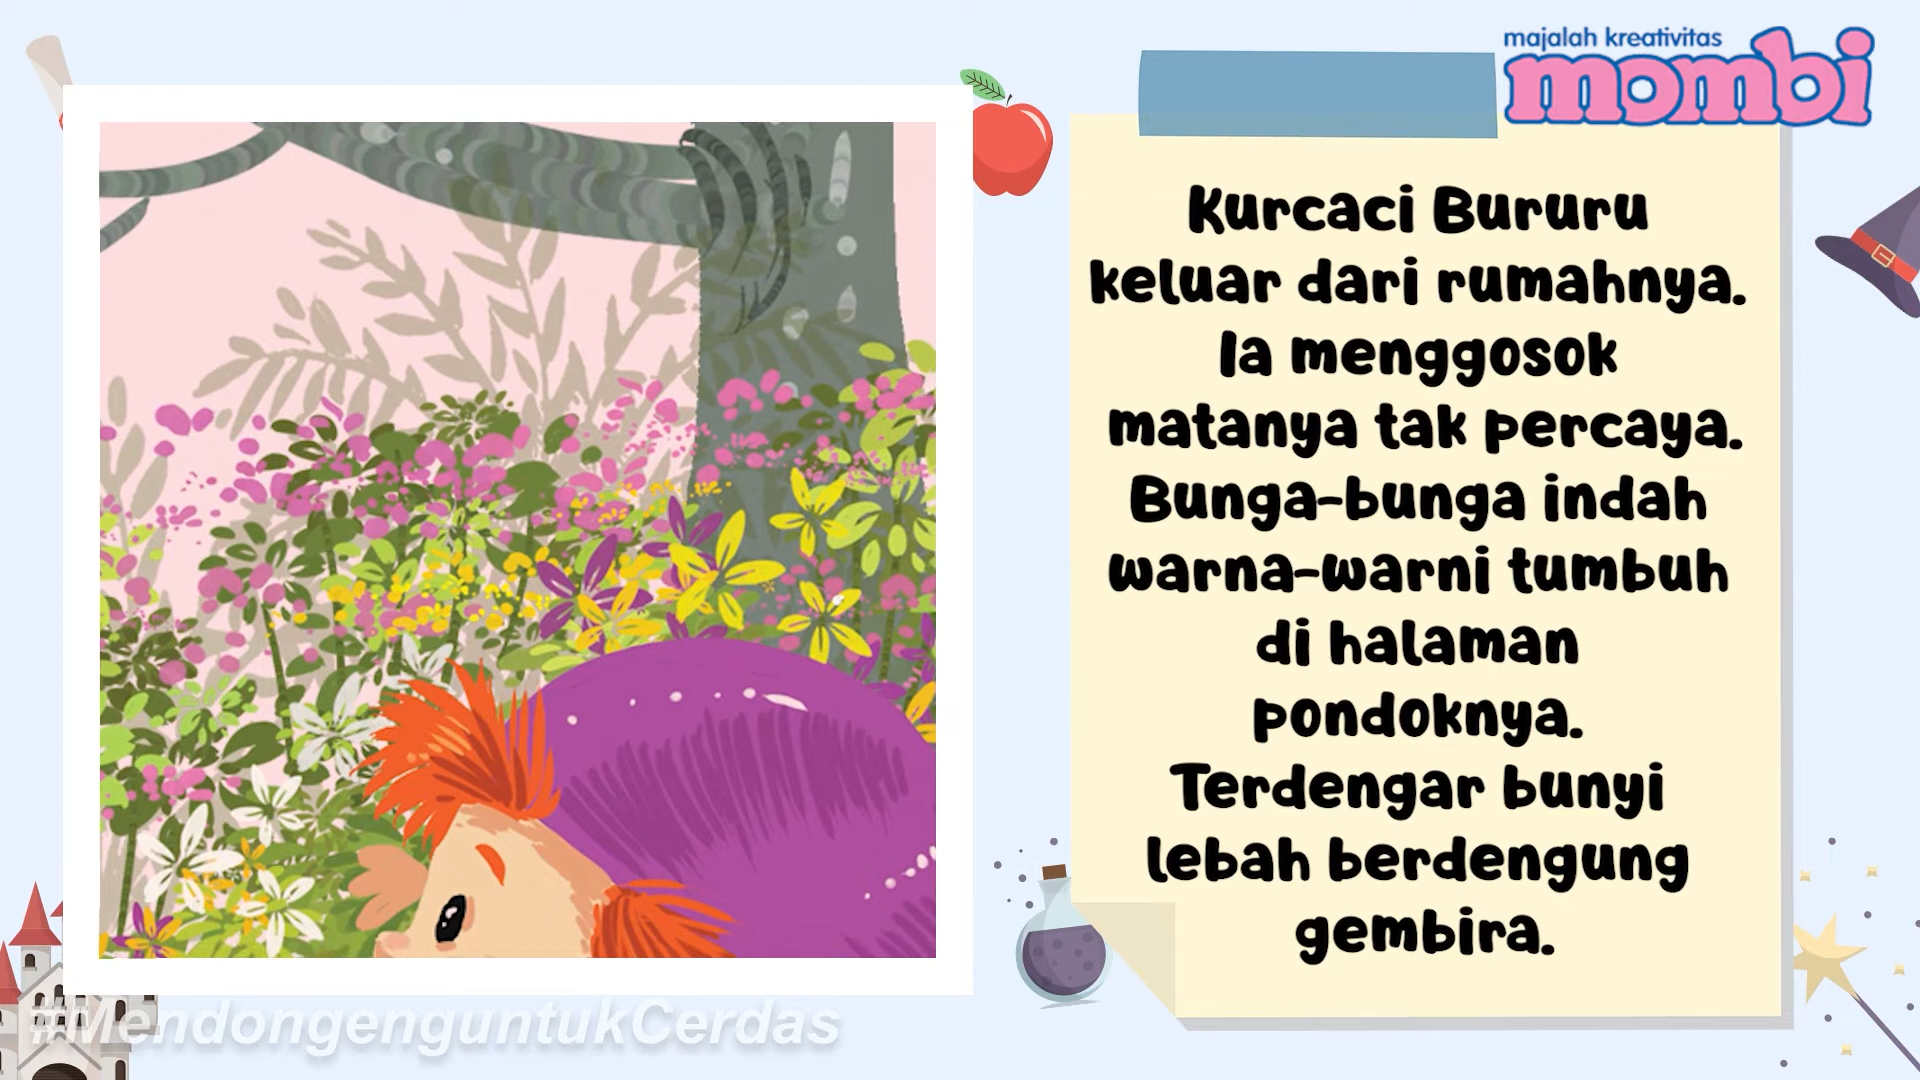 majalah kreativitas
mombi
Kurcaci Bururu
keluar dari rumahnya.
Ia menggosok
matanya tak percaya.
Bunga-bunga indah
warna-warni tumbuh
di halaman
pondoknya.
Terdengar bunyi
lebah berdengung
gembira.
#MendongenguntukCerdas